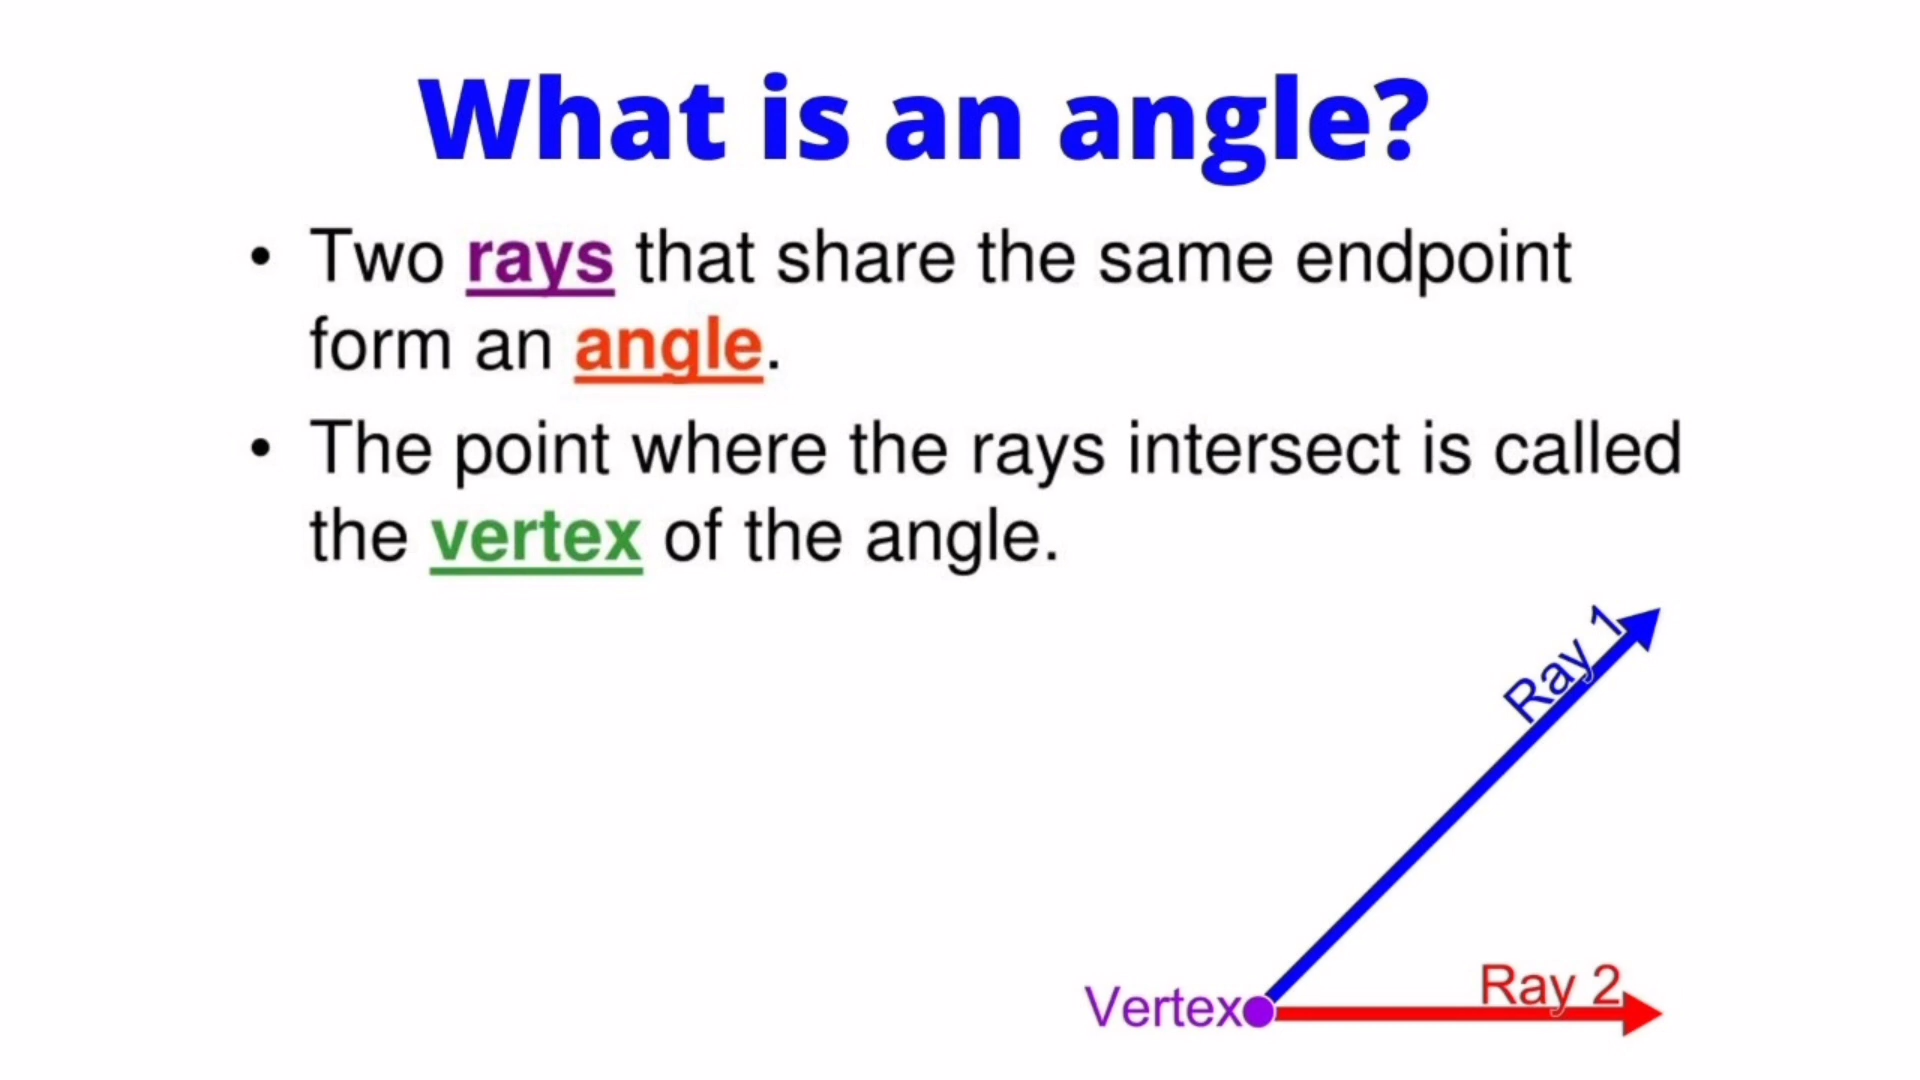 What is an angle?
• Two rays that share the same endpoint
form an angle.
• The point where the rays intersect is called
the vertex of the angle.
Ray 1
Ray 2
Vertex